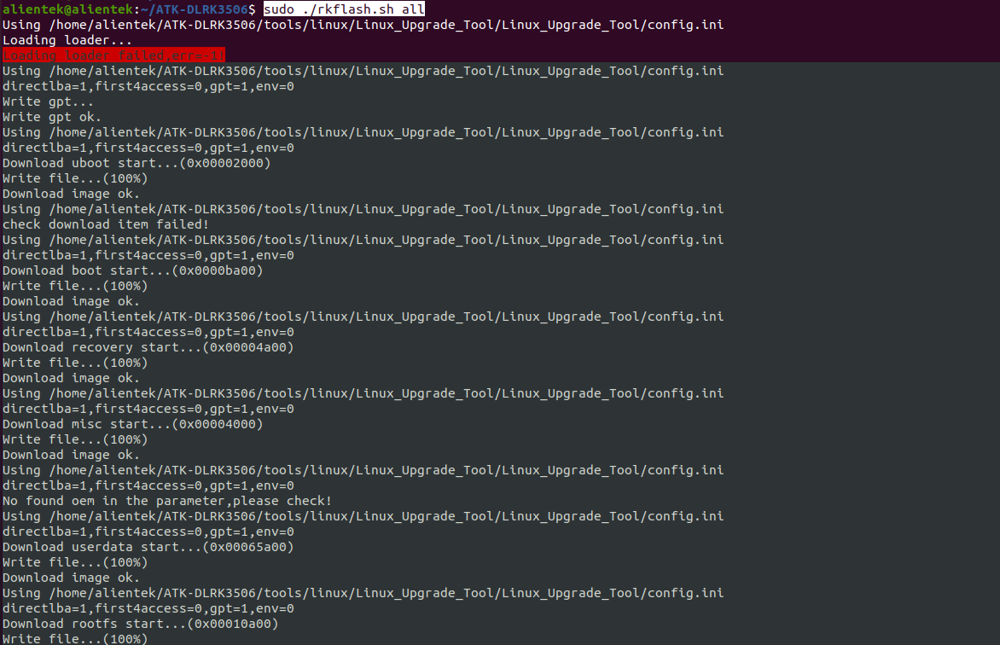 alientek@alientek:~/ATK-DLRK3506$ sudo ./rkflash.sh all
Using /home/alientek/ATK-DLRK3506/tools/linux/Linux_Upgrade_Tool/Linux_Upgrade_Tool/config.ini
Loading loader...
Loading loader failed,err=-1!
Using /home/alientek/ATK-DLRK3506/tools/linux/Linux_Upgrade_Tool/Linux_Upgrade_Tool/config.ini
directlba=1,first4access=0,gpt=1,env=0
Write gpt...
Write gpt ok.
Using /home/alientek/ATK-DLRK3506/tools/linux/Linux_Upgrade_Tool/Linux_Upgrade_Tool/config.ini
directlba=1,first4access=0,gpt=1,env=0
Download uboot start...(0x00002000)
Write file...(100%)
Download image ok.
Using /home/alientek/ATK-DLRK3506/tools/linux/Linux_Upgrade_Tool/Linux_Upgrade_Tool/config.ini
check download item failed!
Using /home/alientek/ATK-DLRK3506/tools/linux/Linux_Upgrade_Tool/Linux_Upgrade_Tool/config.ini
directlba=1,first4access=0,gpt=1,env=0
Download boot start...(0x0000ba00)
Write file...(100%)
Download image ok.
Using /home/alientek/ATK-DLRK3506/tools/linux/Linux_Upgrade_Tool/Linux_Upgrade_Tool/config.ini
directlba=1,first4access=0,gpt=1,env=0
Download recovery start...(0x00004a00)
Write file...(100%)
Download image ok.
Using /home/alientek/ATK-DLRK3506/tools/linux/Linux_Upgrade_Tool/Linux_Upgrade_Tool/config.ini
directlba=1,first4access=0,gpt=1,env=0
Download misc start...(0x00004000)
Write file...(100%)
Download image ok.
Using /home/alientek/ATK-DLRK3506/tools/linux/Linux_Upgrade_Tool/Linux_Upgrade_Tool/config.ini
directlba=1,first4access=0,gpt=1,env=0
No found oem in the parameter,please check!
Using /home/alientek/ATK-DLRK3506/tools/linux/Linux_Upgrade_Tool/Linux_Upgrade_Tool/config.ini
directlba=1,first4access=0,gpt=1,env=0
Download userdata start...(0x00065a00)
Write file...(100%)
Download image ok.
Using /home/alientek/ATK-DLRK3506/tools/linux/Linux_Upgrade_Tool/Linux_Upgrade_Tool/config.ini
directlba=1,first4access=0,gpt=1,env=0
Download rootfs start...(0x00010a00)
Write file...(100%)